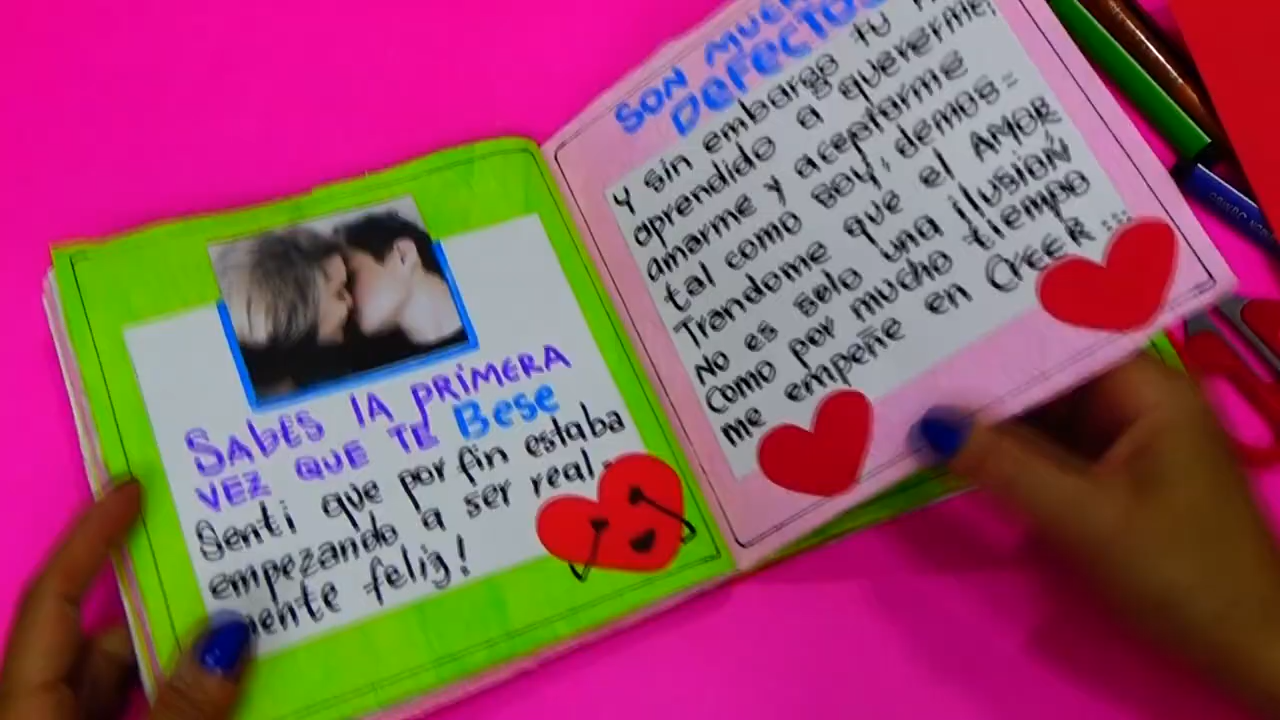 SABES LA PRIMERA
VEZ QUE TE Bese
Senti que por fin estaba
empezando a ser real-
mente feliz!
SON
DefecTOS
Y sin embargo tu
aprendido a quererme,
amarme y aceptarme
tal como soy, demos=
Trandome que el AMOR
No es solo una ILUSIÓN
Como por mucho tiempo
me empeñe en Creer...